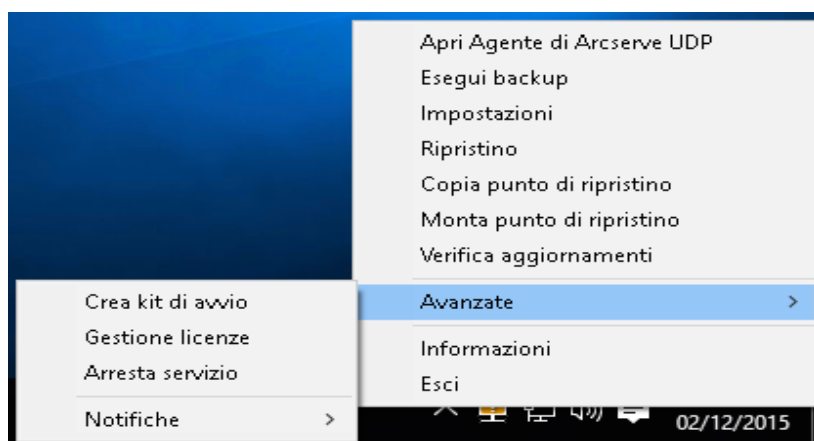 Apri Agente di Arcserve UDP
Esegui backup
Impostazioni
Ripristino
Copia punto di ripristino
Monta punto di ripristino
Verifica aggiornamenti
Avanzate
Crea kit di avvio
Gestione licenze
Arresta servizio
Notifiche
Informazioni
Esci
02/12/2015